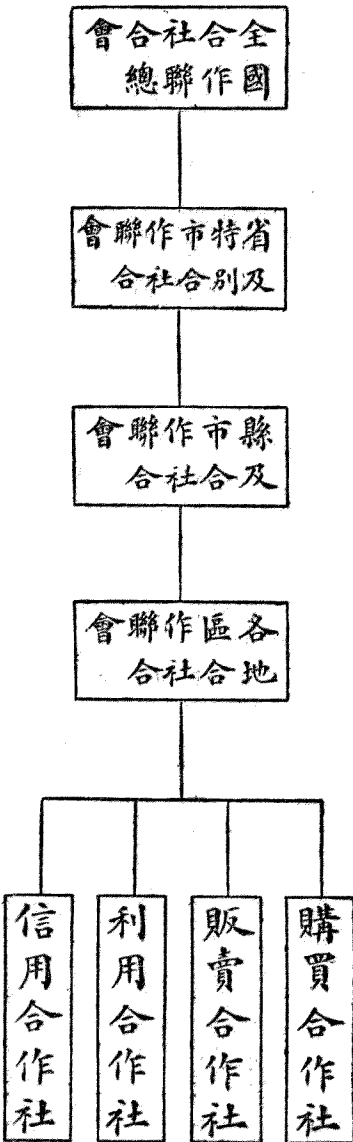 全國合作社聯合總會
省及特別市合作社聯合會
縣及市合作社聯合會
各地區合作社聯合會
購買合作社
販賣合作社
利用合作社
信用合作社